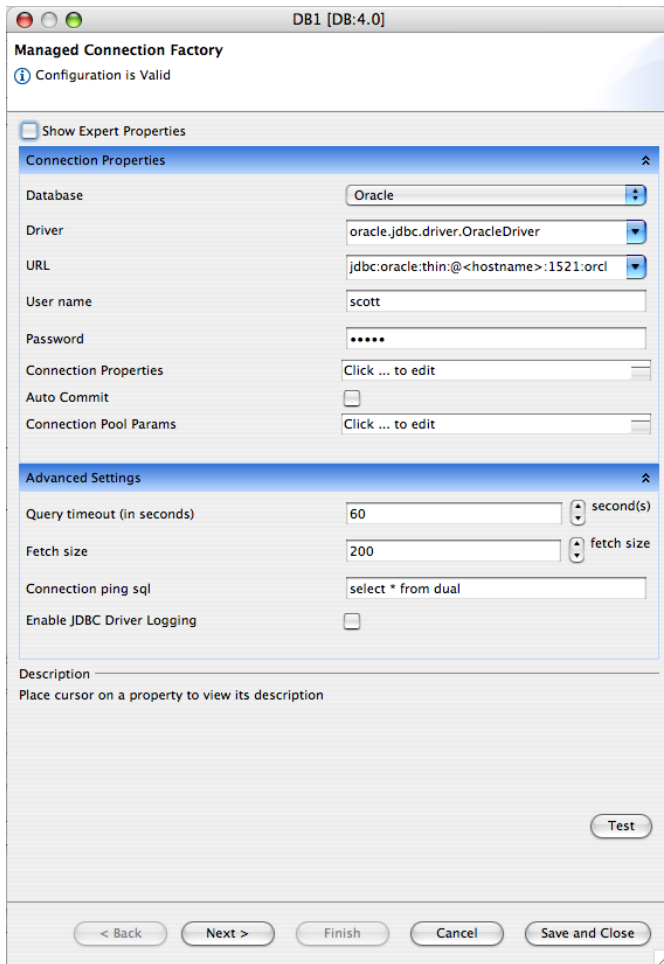 DB1 [DB:4.0]
Managed Connection Factory
Configuration is Valid
Show Expert Properties
Connection Properties
Database Oracle
Driver oracle.jdbc.driver.OracleDriver
URL jdbc:oracle:thin:@<hostname>:1521:orcl
User name scott
Password •••••
Connection Properties Click ... to edit
Auto Commit
Connection Pool Params Click ... to edit
Advanced Settings
Query timeout (in seconds) 60 second(s)
Fetch size 200 fetch size
Connection ping sql select * from dual
Enable JDBC Driver Logging
Description
Place cursor on a property to view its description
Test
< Back Next > Finish Cancel Save and Close